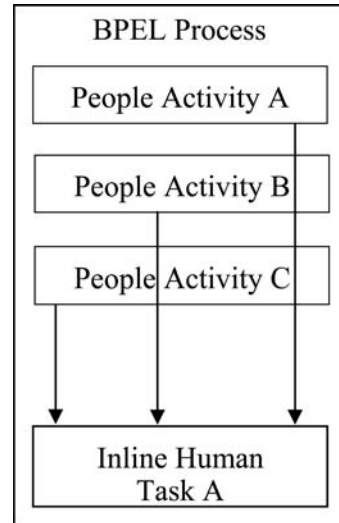 BPEL Process
People Activity A
People Activity B
People Activity C
Inline Human
Task A